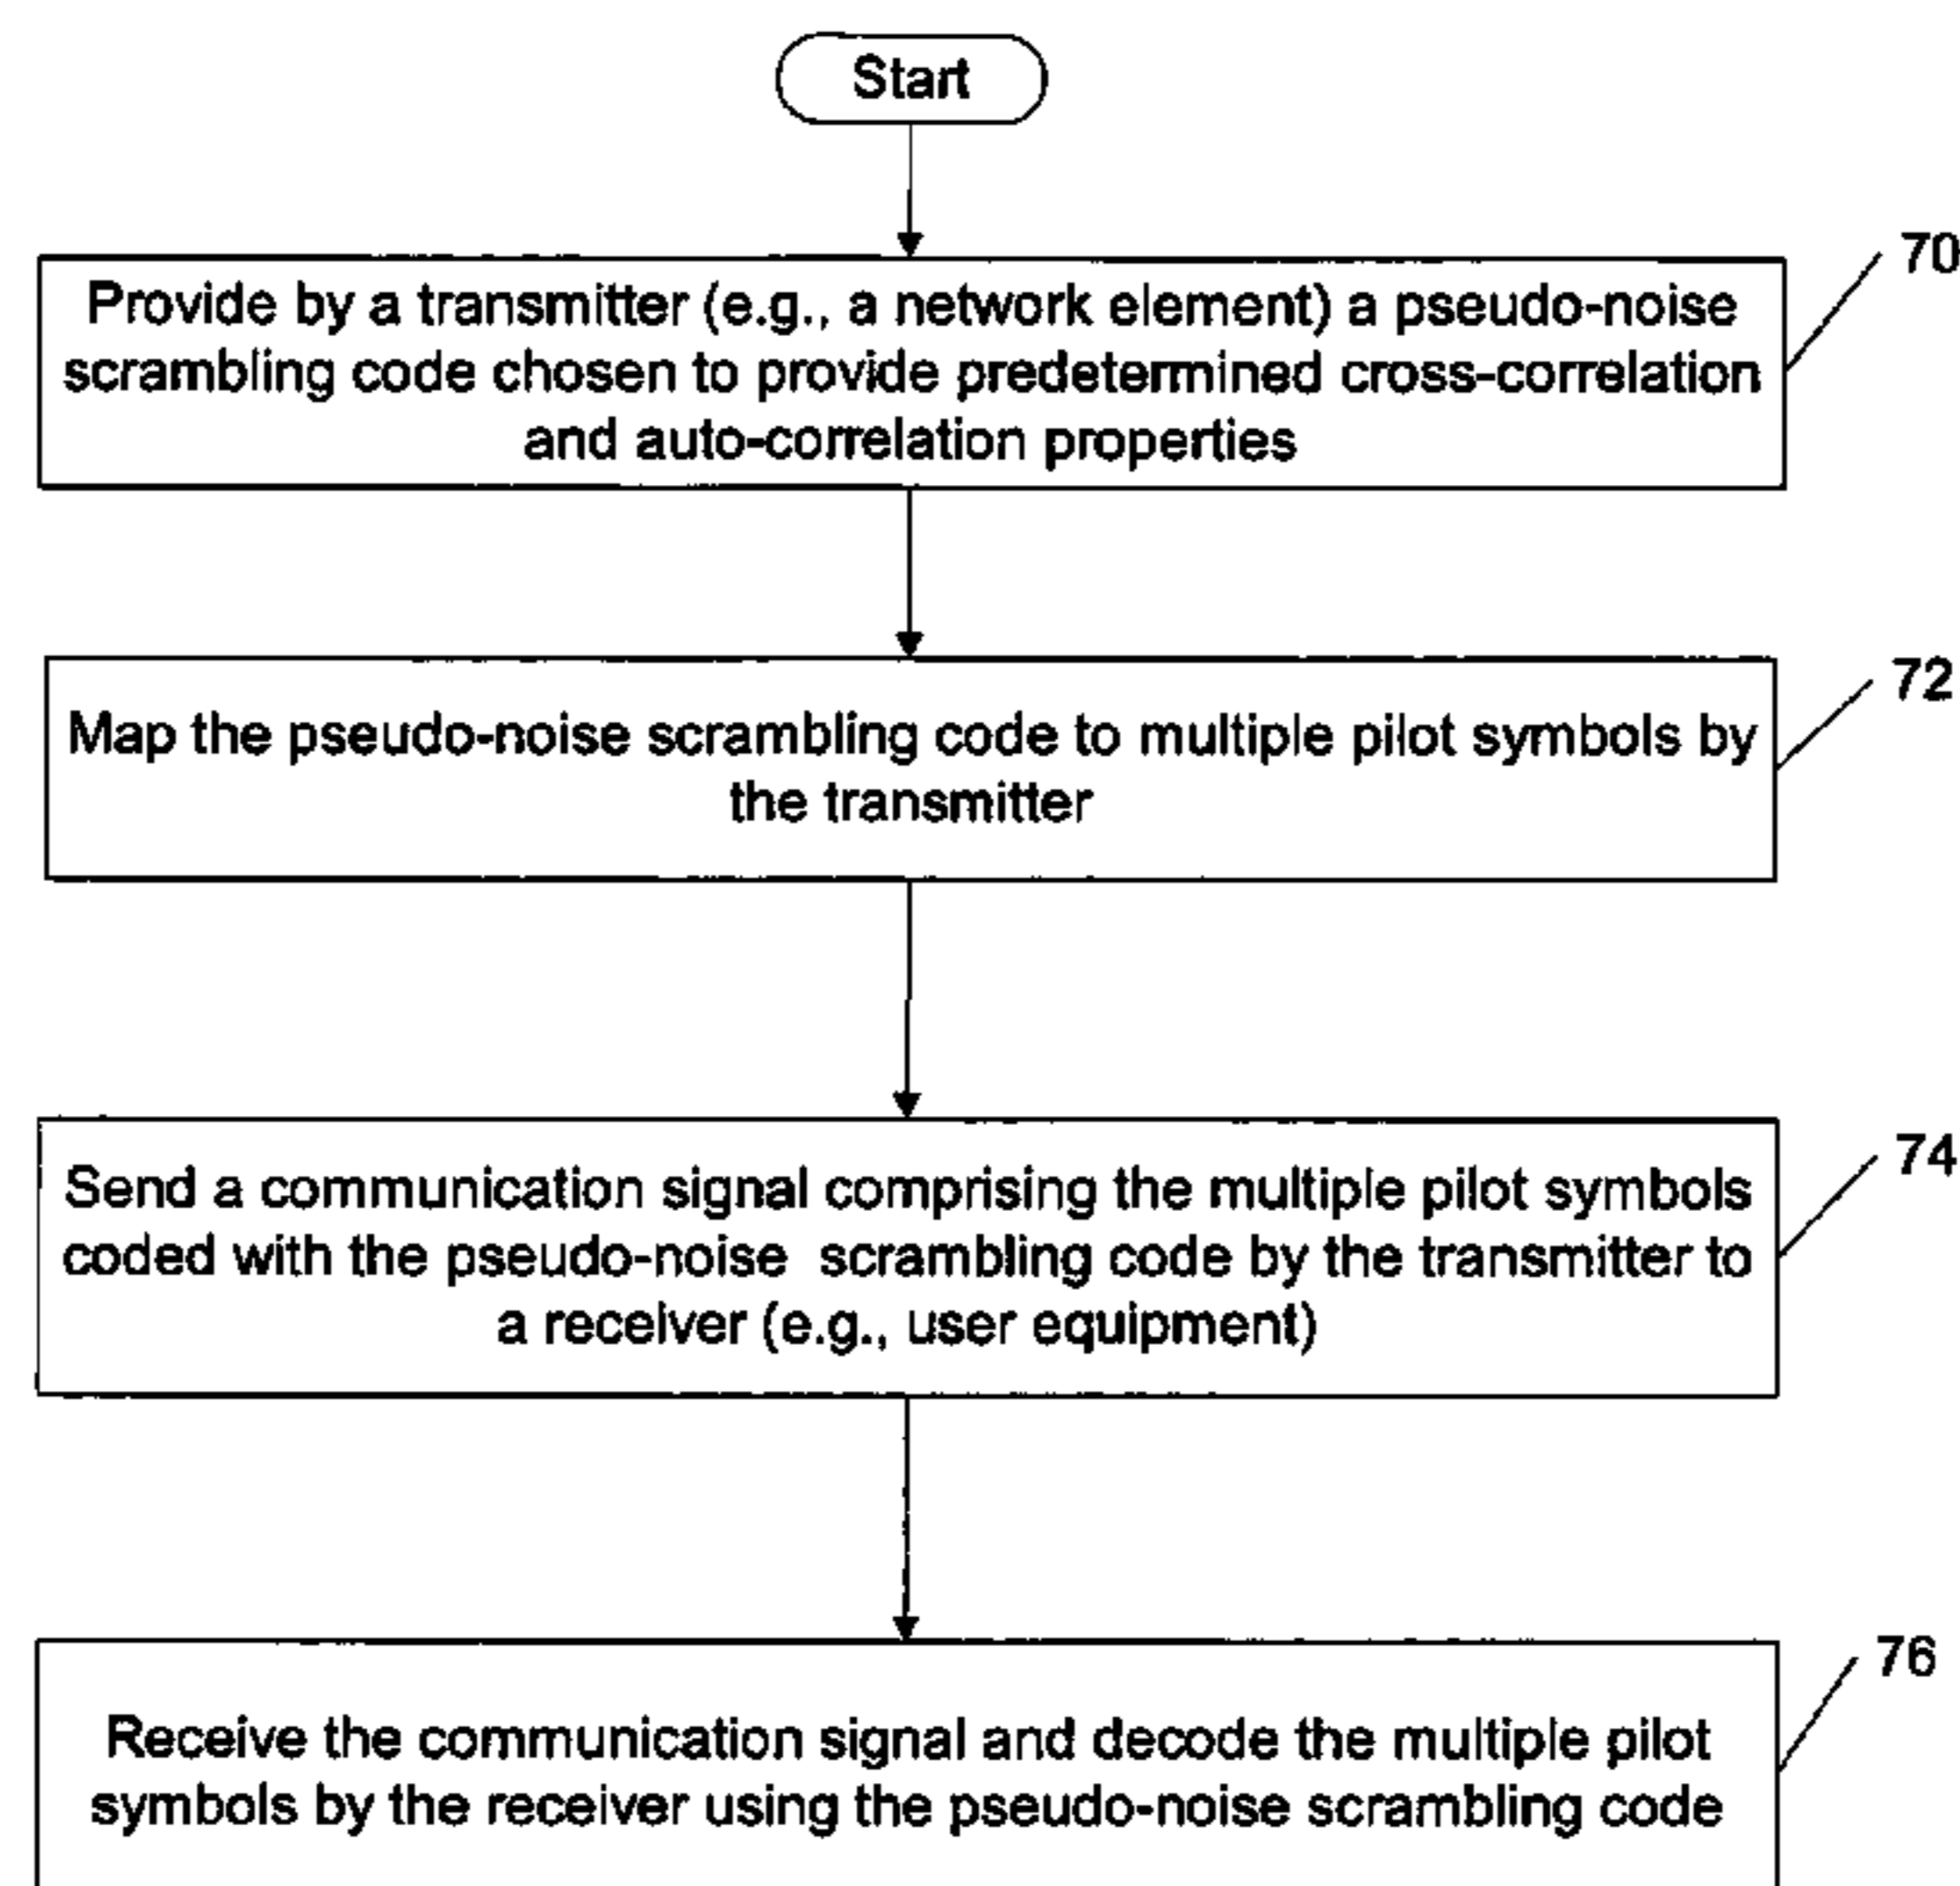 Start
70
Provide by a transmitter (e.g., a network element) a pseudo-noise
scrambling code chosen to provide predetermined cross-correlation
and auto-correlation properties
72
Map the pseudo-noise scrambling code to multiple pilot symbols by
the transmitter
74
Send a communication signal comprising the multiple pilot symbols
coded with the pseudo-noise scrambling code by the transmitter to
a receiver (e.g., user equipment)
76
Receive the communication signal and decode the multiple pilot
symbols by the receiver using the pseudo-noise scrambling code